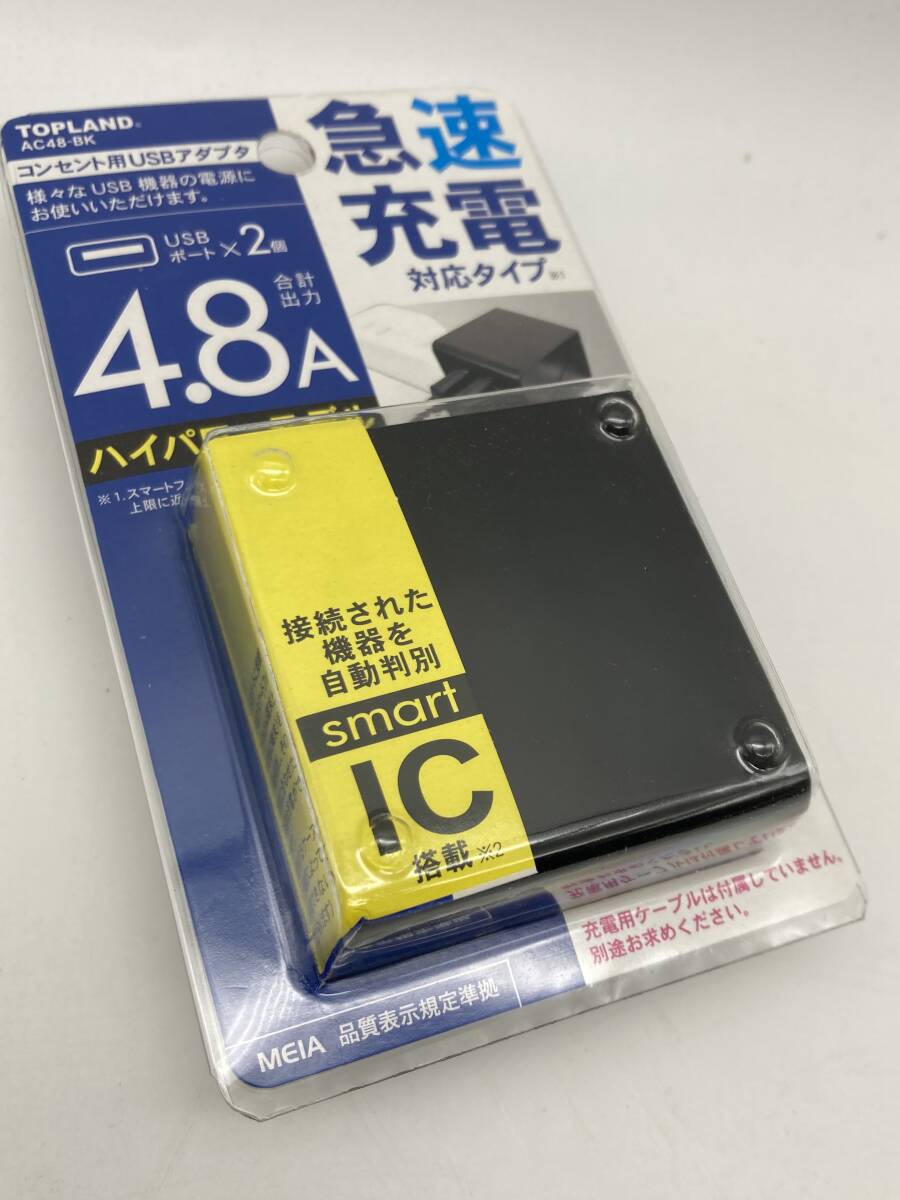 TOPLAND®
AC48-BK
コンセント用USBアダプタ
様々なUSB機器の電源に
お使いいただけます。
USB
ポート×2個
合計
出力
4.8A
急速
充電
対応タイプ※1
ハイパワーモデル
※1.スマートフ
上限に近
接続された
機器を
自動判別
smart
IC
搭載※2
充電用ケーブルは付属していません。
別途お求めください。
MEIA 品質表示規定準拠